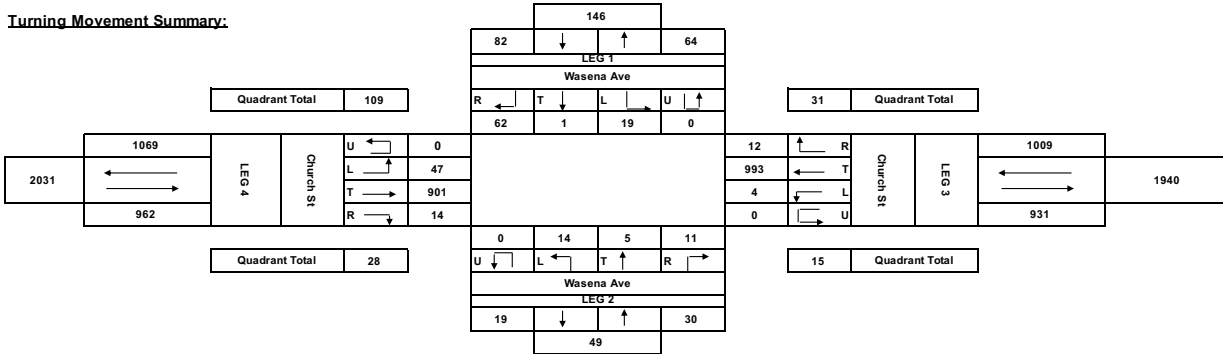 Turning Movement Summary:
146
82 64
LEG 1
Wasena Ave
Quadrant Total 109
R T L U
31 Quadrant Total
62 1 19 0
1069
U 0
12 R
1009
2031
LEG 4
Church St
L 47
993 T
Church St
LEG 3
1940
T 901
4 L
962
R 14
0 U
931
0 14 5 11
Quadrant Total 28
U L T R
15 Quadrant Total
Wasena Ave
LEG 2
19 30
49